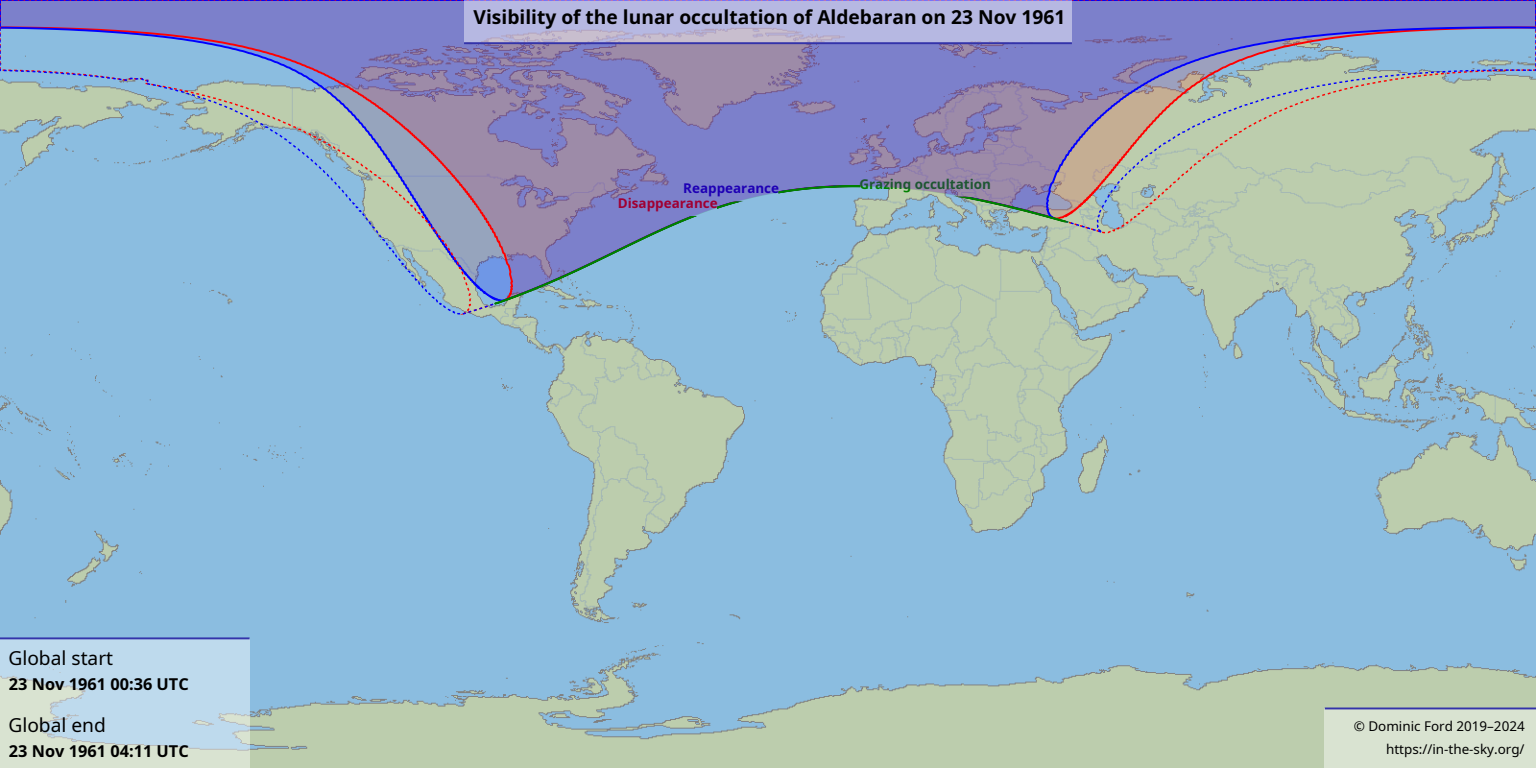 Visibility of the lunar occultation of Aldebaran on 23 Nov 1961
Grazing occultation
Reappearance
Disappearance
Global start
23 Nov 1961 00:36 UTC
Global end
23 Nov 1961 04:11 UTC
© Dominic Ford 2019–2024
https://in-the-sky.org/